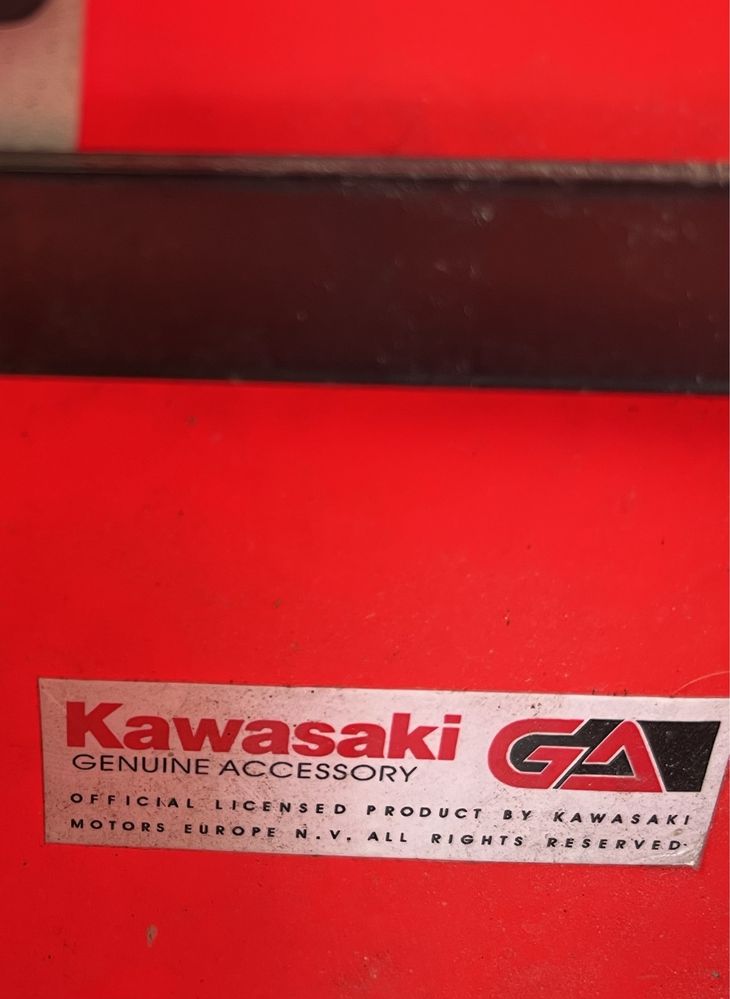 Kawasaki GA
GENUINE ACCESSORY
OFFICIAL LICENSED PRODUCT BY KAWASAKI
MOTORS EUROPE N.V. ALL RIGHTS RESERVED.